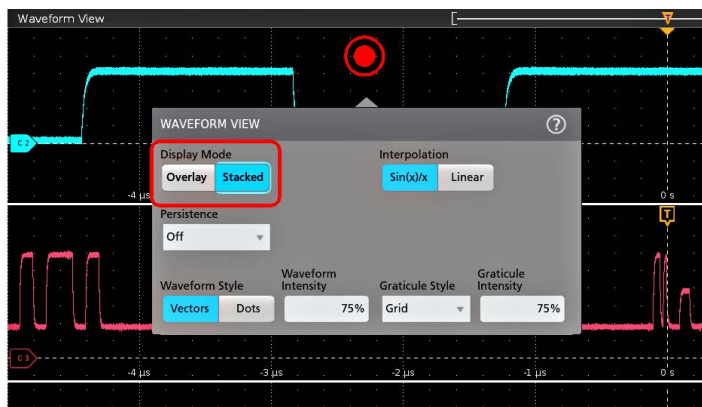 Waveform View
T
C 2
WAVEFORM VIEW
?
Display Mode
Interpolation
Overlay Stacked
Sin(x)/x Linear
-4 µs
0 s
Persistence
T
Off
Waveform Style
Waveform Intensity
Graticule Style
Graticule Intensity
Vectors Dots
75%
Grid
75%
C 3
-4 µs -3 µs -2 µs -1 µs 0 s